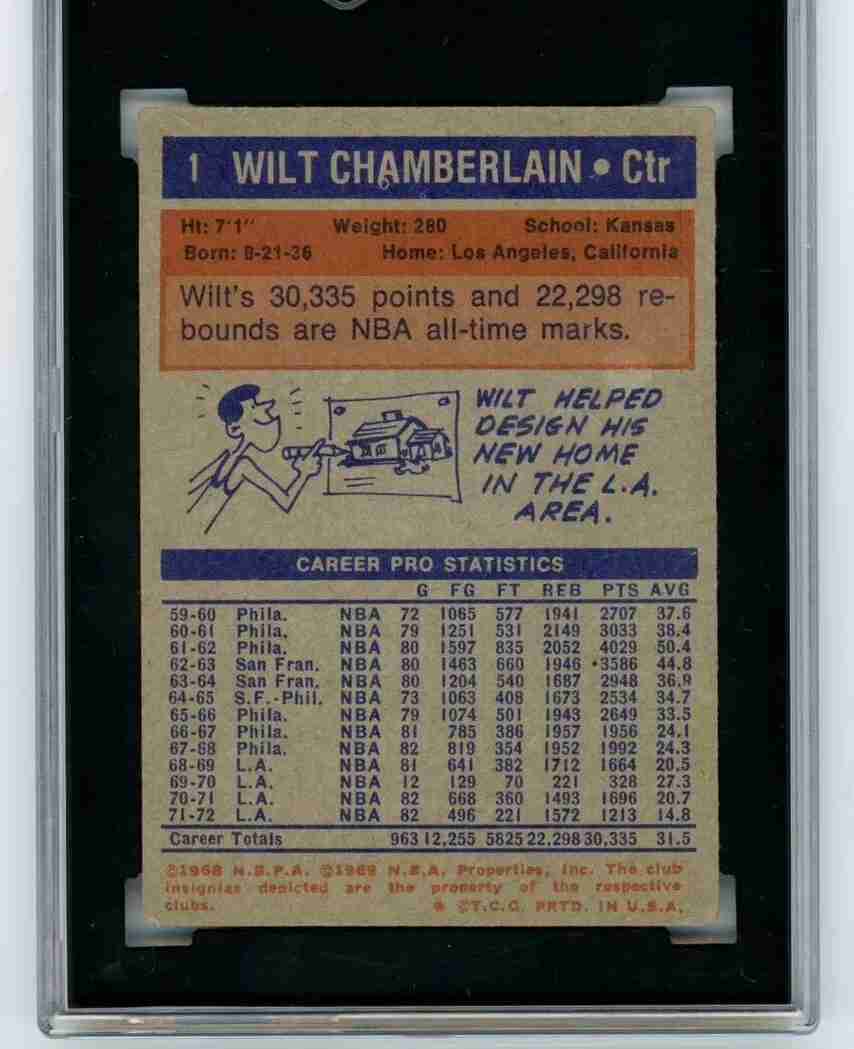 1 WILT CHAMBERLAIN • Ctr
Ht: 7'1" Weight: 280 School: Kansas
Born: 8-21-36 Home: Los Angeles, California
Wilt's 30,335 points and 22,298 re-
bounds are NBA all-time marks.
WILT HELPED
DESIGN HIS
NEW HOME
IN THE L.A.
AREA.
CAREER PRO STATISTICS
G FG FT REB PTS AVG
59-60 Phila. NBA 72 1065 577 1941 2707 37.6
60-61 Phila. NBA 79 1251 531 2149 3033 38.4
61-62 Phila. NBA 80 1597 835 2052 4029 50.4
62-63 San Fran. NBA 80 1463 660 1946 •3586 44.8
63-64 San Fran. NBA 80 1204 540 1687 2948 36.9
64-65 S.F.-Phil. NBA 73 1063 408 1673 2534 34.7
65-66 Phila. NBA 79 1074 501 1943 2649 33.5
66-67 Phila. NBA 81 785 386 1957 1956 24.1
67-68 Phila. NBA 82 819 354 1952 1992 24.3
68-69 L.A. NBA 81 641 382 1712 1664 20.5
69-70 L.A. NBA 12 129 70 221 328 27.3
70-71 L.A. NBA 82 668 360 1493 1696 20.7
71-72 L.A. NBA 82 496 221 1572 1213 14.8
Career Totals 963 12,255 5825 22,298 30,335 31.5
©1968 N.B.P.A. ©1969 N.B.A. Properties, Inc. The club
insignias depicted are the property of the respective
clubs. * ©T.C.G. PRTD. IN U.S.A.